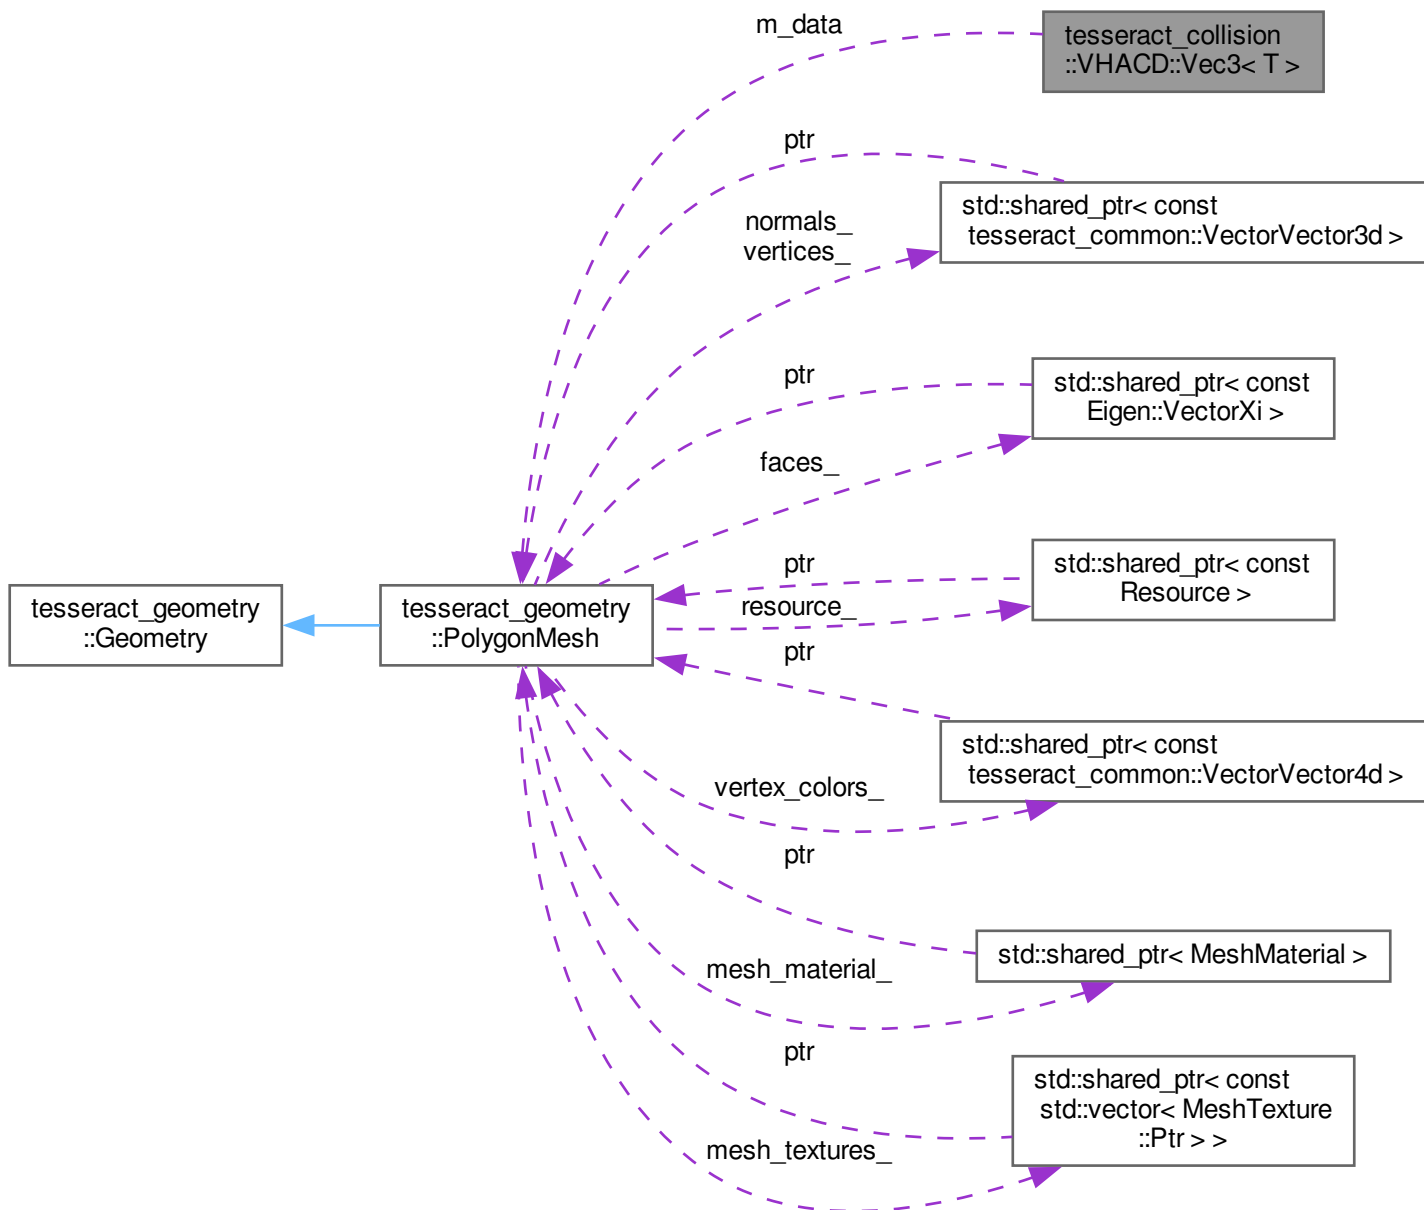 m_data
tesseract_collision
::VHACD::Vec3< T >
ptr
std::shared_ptr< const
tesseract_common::VectorVector3d >
normals_
vertices_
ptr
std::shared_ptr< const
Eigen::VectorXi >
faces_
ptr
std::shared_ptr< const
Resource >
resource_
tesseract_geometry
::Geometry
tesseract_geometry
::PolygonMesh
ptr
std::shared_ptr< const
tesseract_common::VectorVector4d >
vertex_colors_
ptr
std::shared_ptr< MeshMaterial >
mesh_material_
ptr
std::shared_ptr< const
std::vector< MeshTexture
::Ptr > >
mesh_textures_